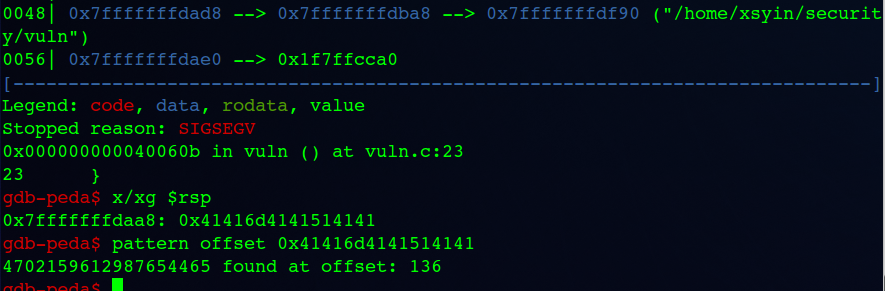 0048| 0x7fffffffdad8 --> 0x7fffffffdba8 --> 0x7fffffffdf90 ("/home/xsyin/securit
y/vuln")
0056| 0x7fffffffdae0 --> 0x1f7ffcca0
[------------------------------------------------------------------------------]
Legend: code, data, rodata, value
Stopped reason: SIGSEGV
0x000000000040060b in vuln () at vuln.c:23
23      }
gdb-peda$ x/xg $rsp
0x7fffffffdaa8: 0x41416d4141514141
gdb-peda$ pattern offset 0x41416d4141514141
4702159612987654465 found at offset: 136
gdb-peda$